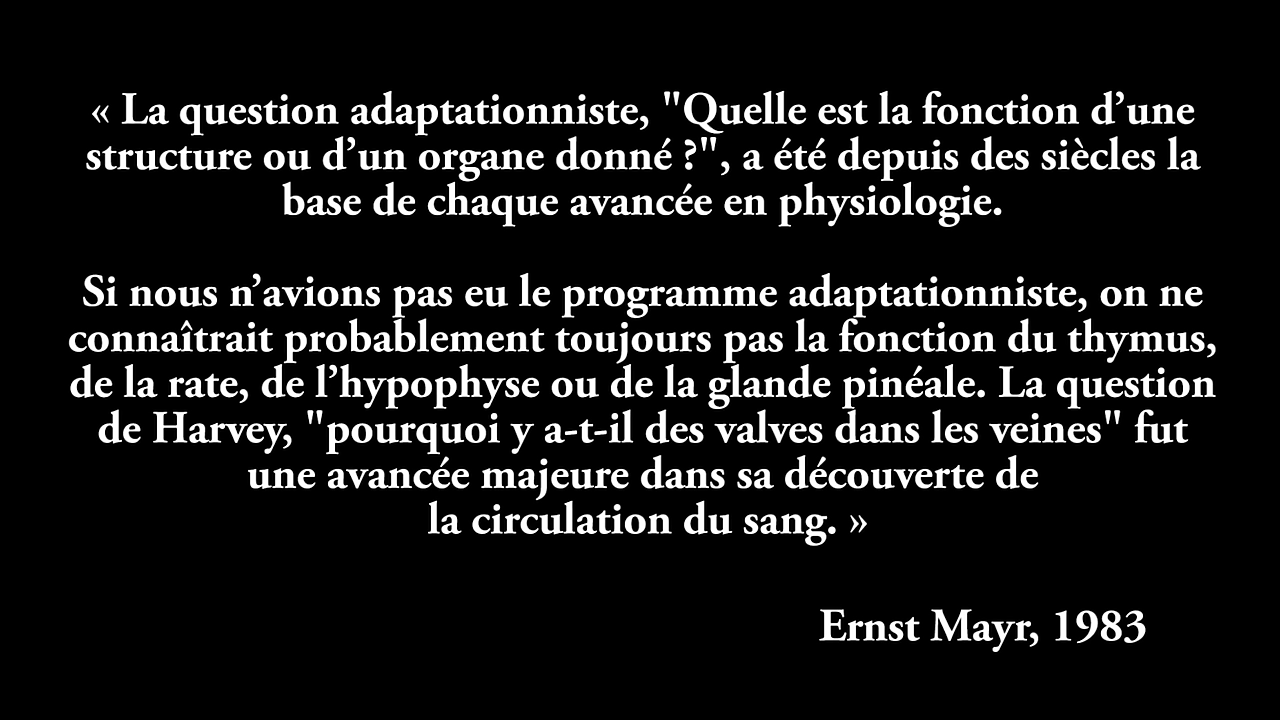 « La question adaptationniste, "Quelle est la fonction d’une
structure ou d’un organe donné ?", a été depuis des siècles la
base de chaque avancée en physiologie.
Si nous n’avions pas eu le programme adaptationniste, on ne
connaîtrait probablement toujours pas la fonction du thymus,
de la rate, de l’hypophyse ou de la glande pinéale. La question
de Harvey, "pourquoi y a-t-il des valves dans les veines" fut
une avancée majeure dans sa découverte de
la circulation du sang. »
Ernst Mayr, 1983